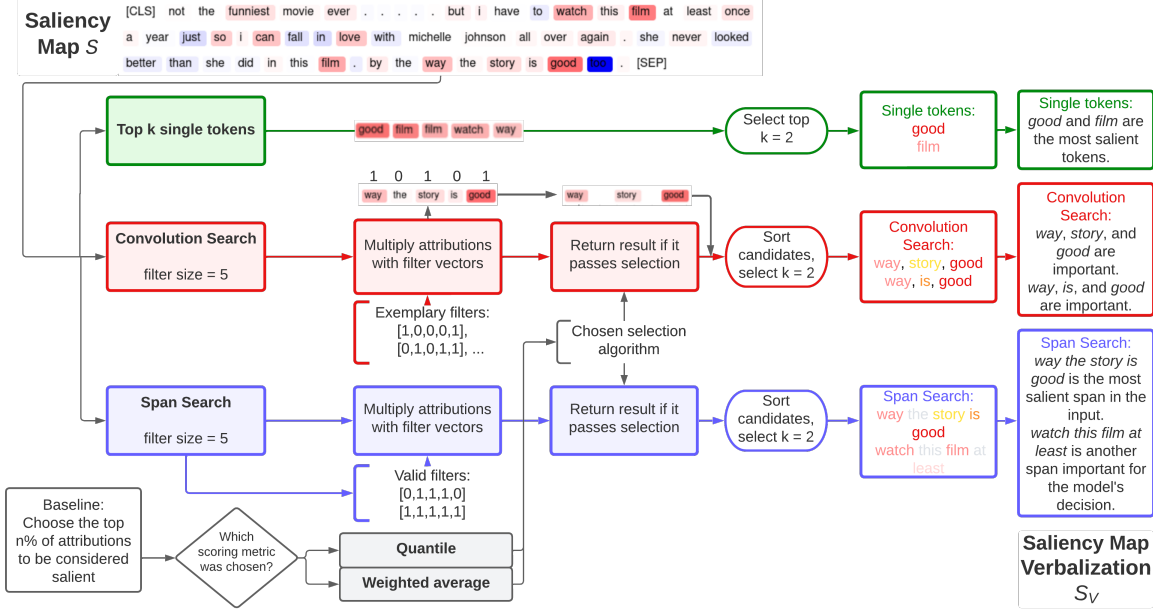 Saliency
Map S
[CLS] not the funniest movie ever . . . . . but i have to watch this film at least once
a year just so i can fall in love with michelle johnson all over again . she never looked
better than she did in this film . by the way the story is good too . [SEP]
Top k single tokens
good film film watch way
Select top
k = 2
Single tokens:
good
film
Single tokens:
good and film are
the most salient
tokens.
1 0 1 0 1
way the story is good
way story good
Convolution Search
filter size = 5
Multiply attributions
with filter vectors
Return result if it
passes selection
Sort
candidates,
select k = 2
Convolution
Search:
way, story, good
way, is, good
Convolution
Search:
way, story, and
good are
important.
way, is, and good
are important.
Exemplary filters:
[1,0,0,0,1],
[0,1,0,1,1], ...
Chosen selection
algorithm
Span Search
filter size = 5
Multiply attributions
with filter vectors
Return result if it
passes selection
Sort
candidates,
select k = 2
Span Search:
way the story is
good
watch this film at
least
Span Search:
way the story is
good is the most
salient span in the
input.
watch this film at
least is another
span important for
the model's
decision.
Valid filters:
[0,1,1,1,0]
[1,1,1,1,1]
Baseline:
Choose the top
n% of attributions
to be considered
salient
Which
scoring metric
was chosen?
Quantile
Weighted average
Saliency Map
Verbalization
S_V